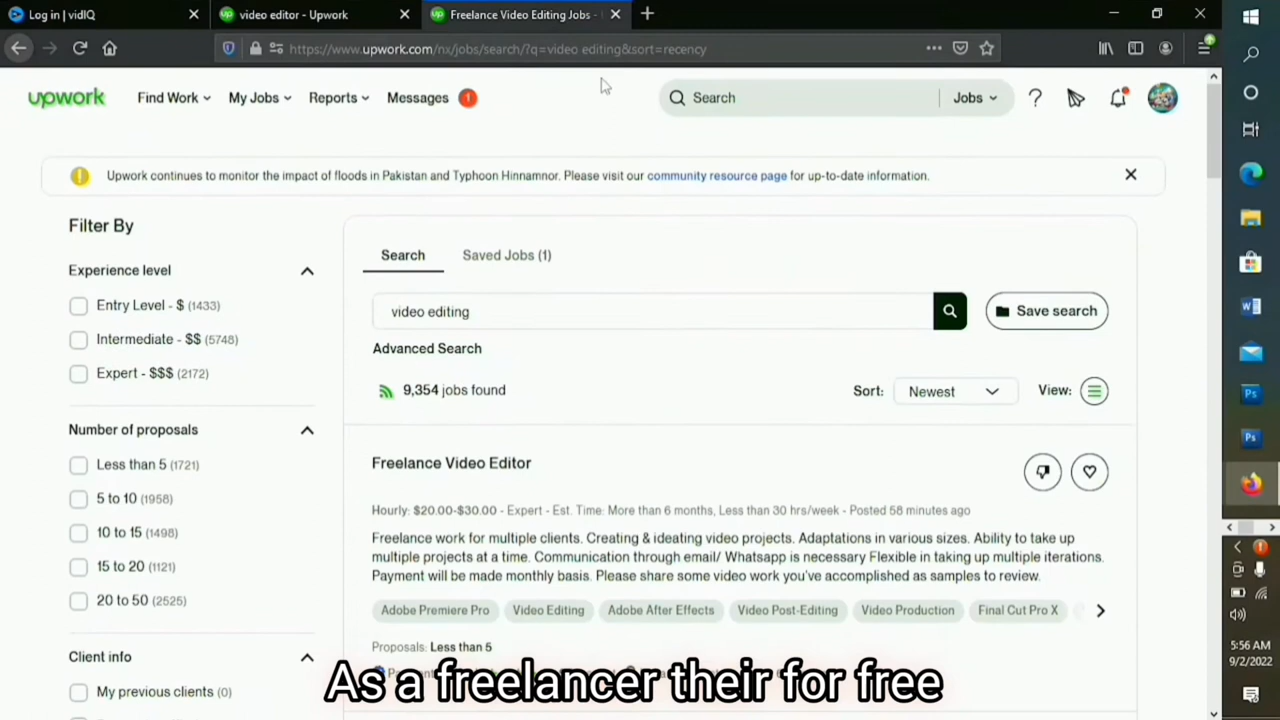 Log in | vidIQ
video editor - Upwork
Freelance Video Editing Jobs -
https://www.upwork.com/nx/jobs/search/?q=video editing&sort=recency
upwork
Find Work
My Jobs
Reports
Messages
1
Search
Jobs
Upwork continues to monitor the impact of floods in Pakistan and Typhoon Hinnamnor. Please visit our community resource page for up-to-date information.
Filter By
Experience level
Entry Level - $ (1433)
Intermediate - $$ (5748)
Expert - $$$ (2172)
Number of proposals
Less than 5 (1721)
5 to 10 (1958)
10 to 15 (1498)
15 to 20 (1121)
20 to 50 (2525)
Client info
My previous clients (0)
Search
Saved Jobs (1)
video editing
Save search
Advanced Search
9,354 jobs found
Sort:
Newest
View:
Freelance Video Editor
Hourly: $20.00-$30.00 - Expert - Est. Time: More than 6 months, Less than 30 hrs/week - Posted 58 minutes ago
Freelance work for multiple clients. Creating & ideating video projects. Adaptations in various sizes. Ability to take up
multiple projects at a time. Communication through email/ Whatsapp is necessary Flexible in taking up multiple iterations.
Payment will be made monthly basis. Please share some video work you've accomplished as samples to review.
Adobe Premiere Pro
Video Editing
Adobe After Effects
Video Post-Editing
Video Production
Final Cut Pro X
Proposals: Less than 5
As a freelancer their for free
Ps
Ps
5:56 AM
9/2/2022